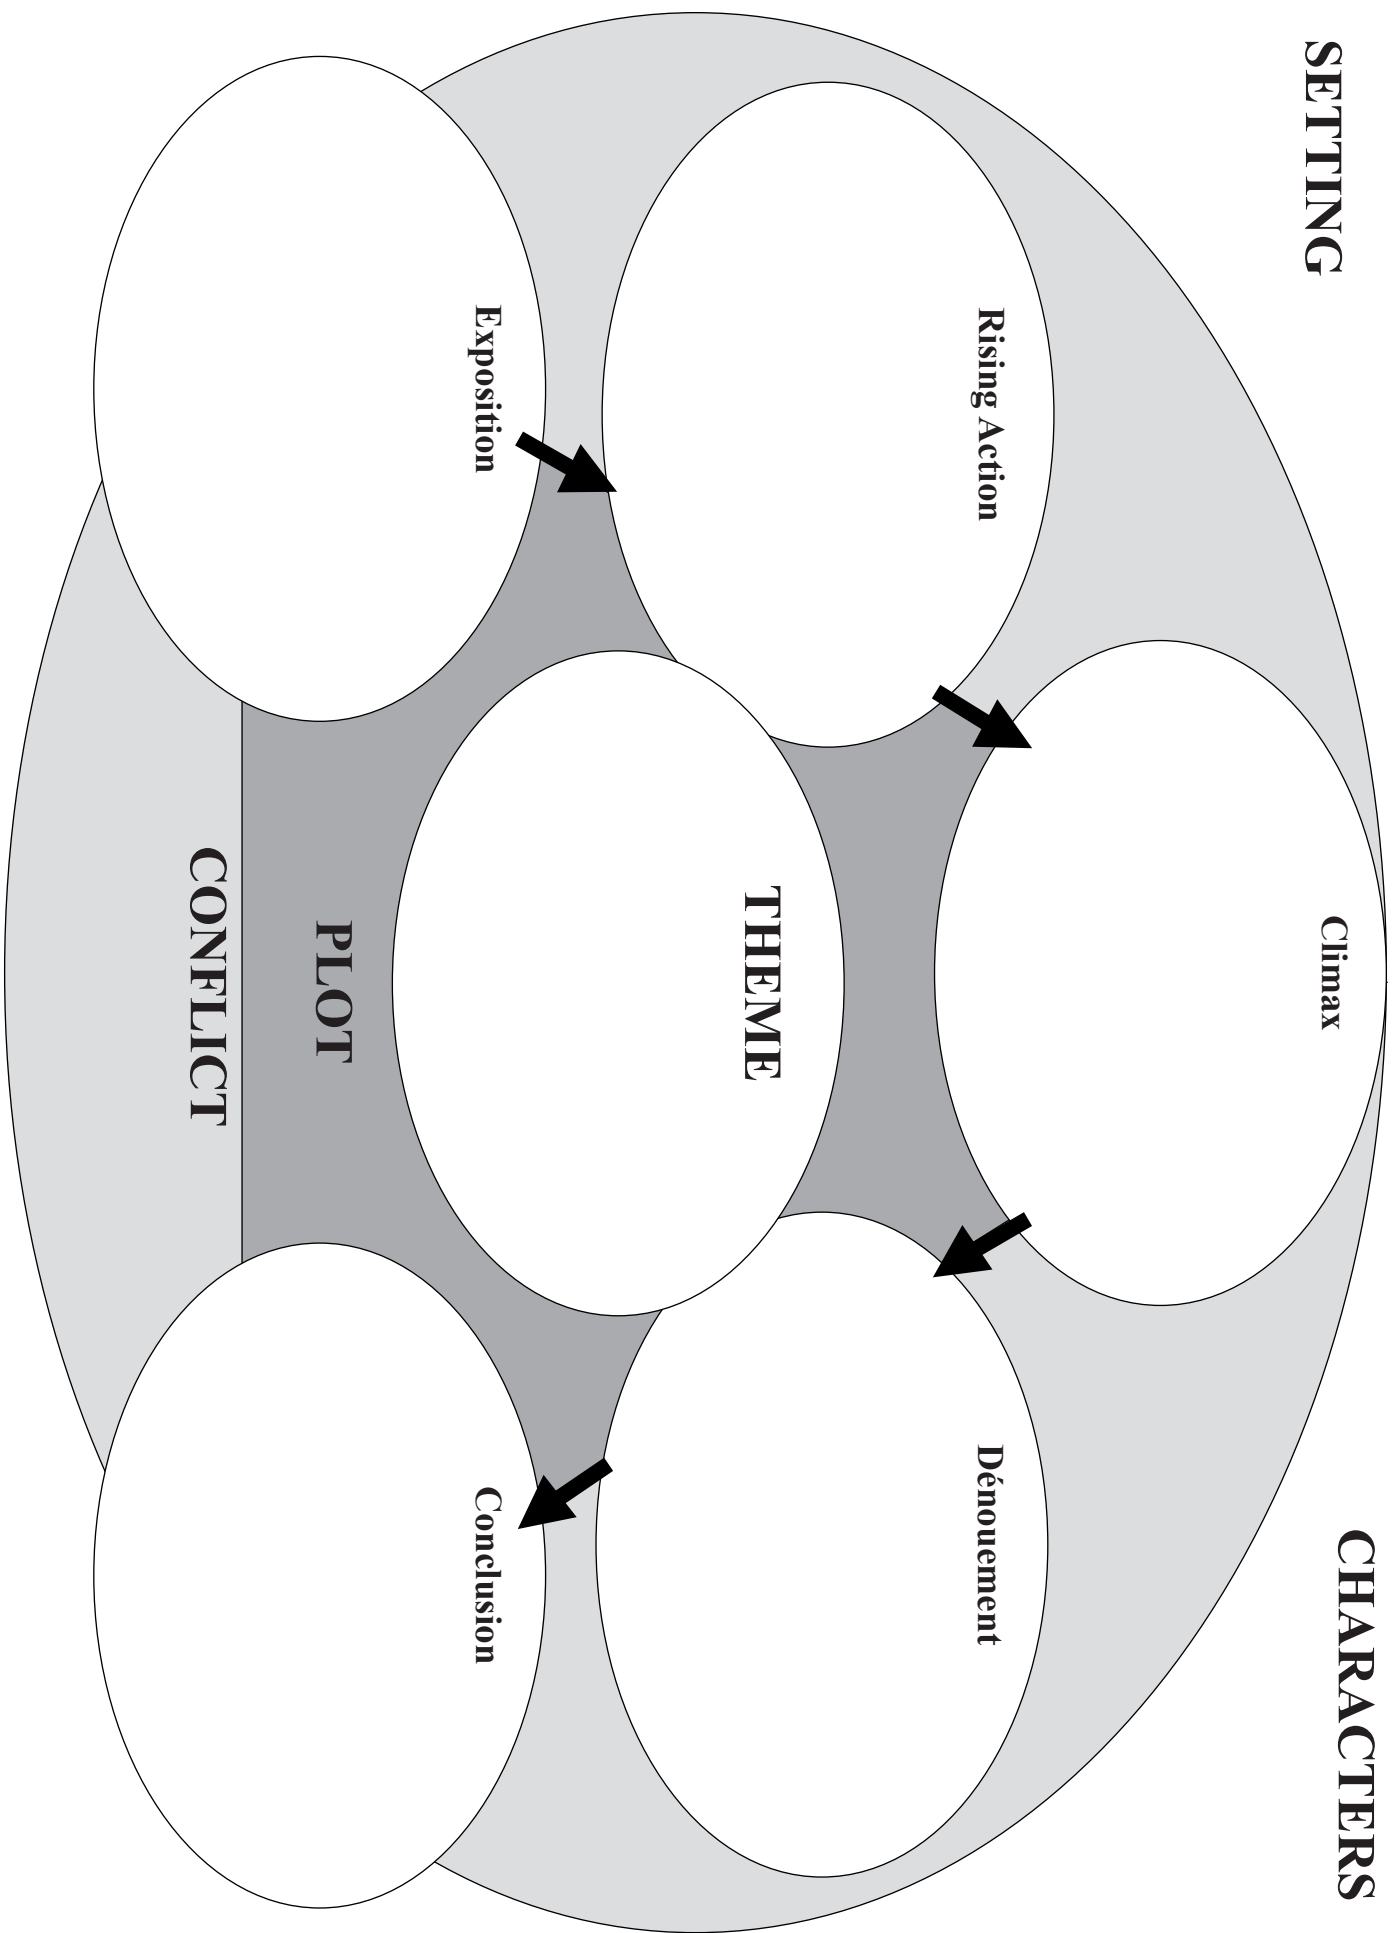 SETTING
CHARACTERS
Climax
Rising Action
Dénouement
THEME
Exposition
Conclusion
PLOT
CONFLICT